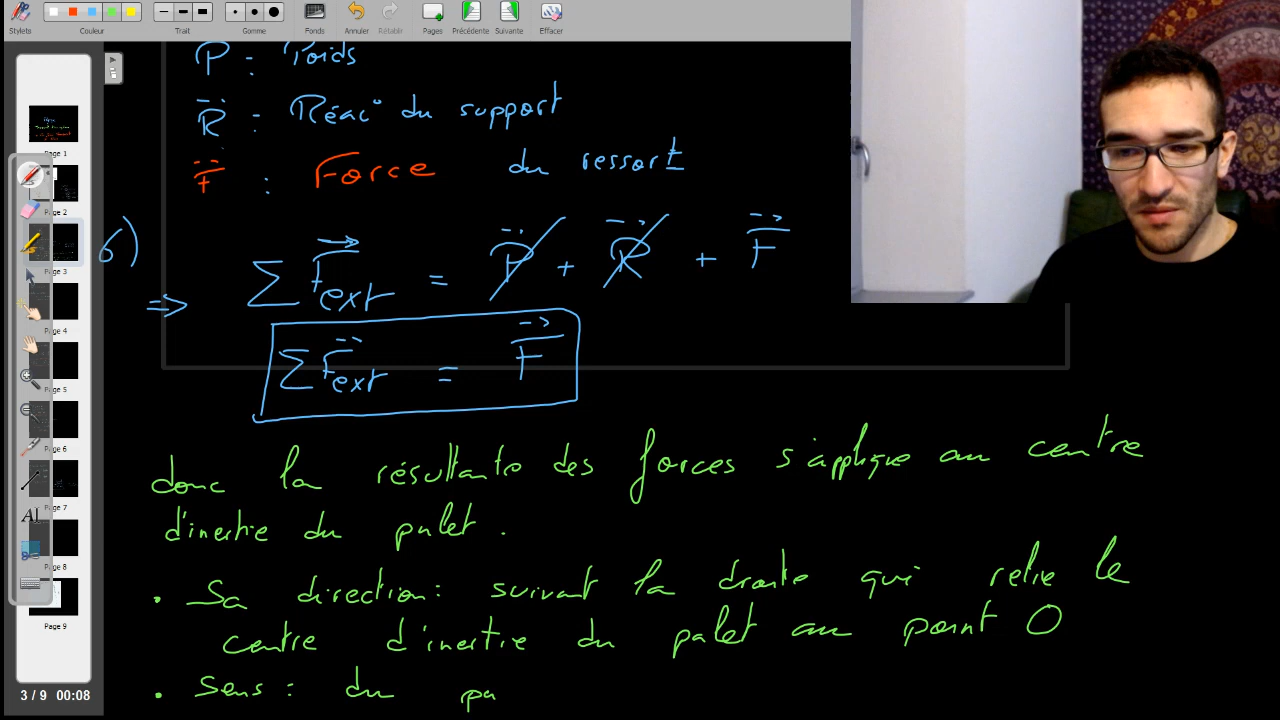 Stylets Couleur Trait Gomme Fonds Annuler Rétablir Pages Précédente Suivante Effacer
P : Poids
R : Réac° du support
F : Force du ressort
6)
=> Σ Fext = P + R + F
Σ Fext = F
donc la résultante des forces s'applique au centre
d'inertie du palet .
• Sa direction : suivant la droite qui relie le
centre d'inertie du palet au point O
• Sens : du pa
Page 1
Page 2
Page 3
Page 4
Page 5
Page 6
Page 7
Page 8
Page 9
AI
3 / 9 00:08